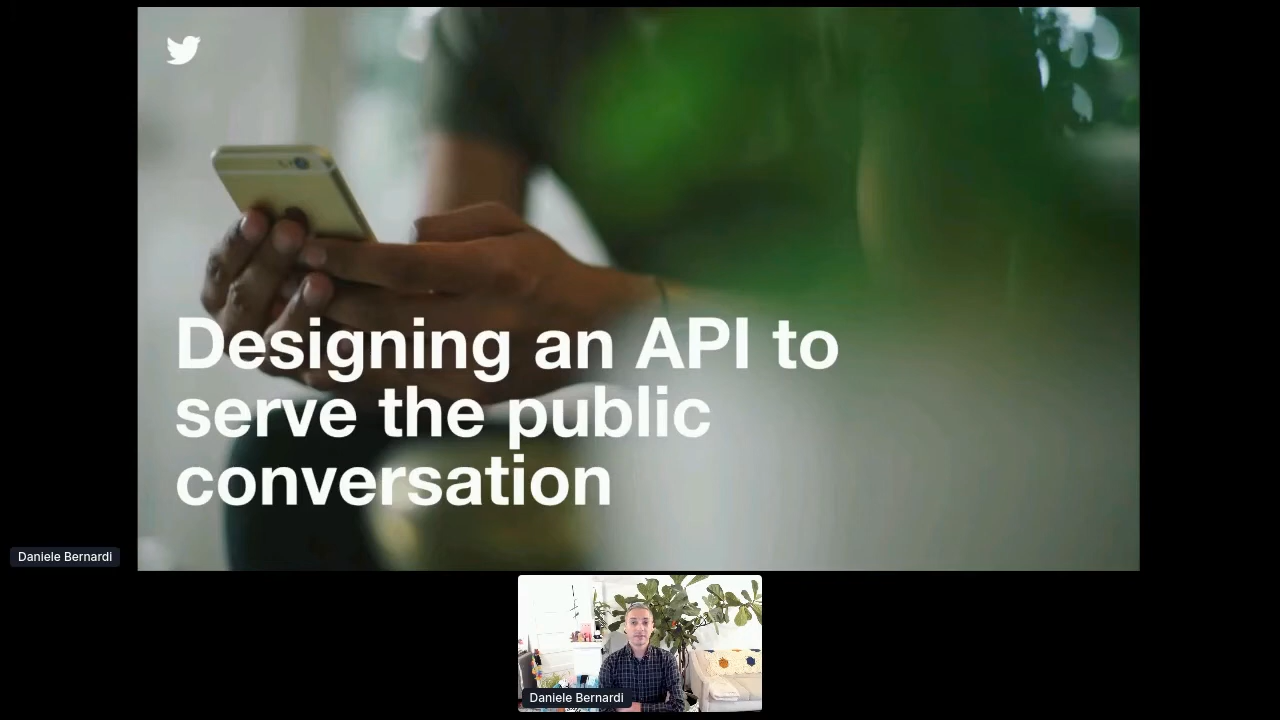 Designing an API to
serve the public
conversation
Daniele Bernardi
Daniele Bernardi